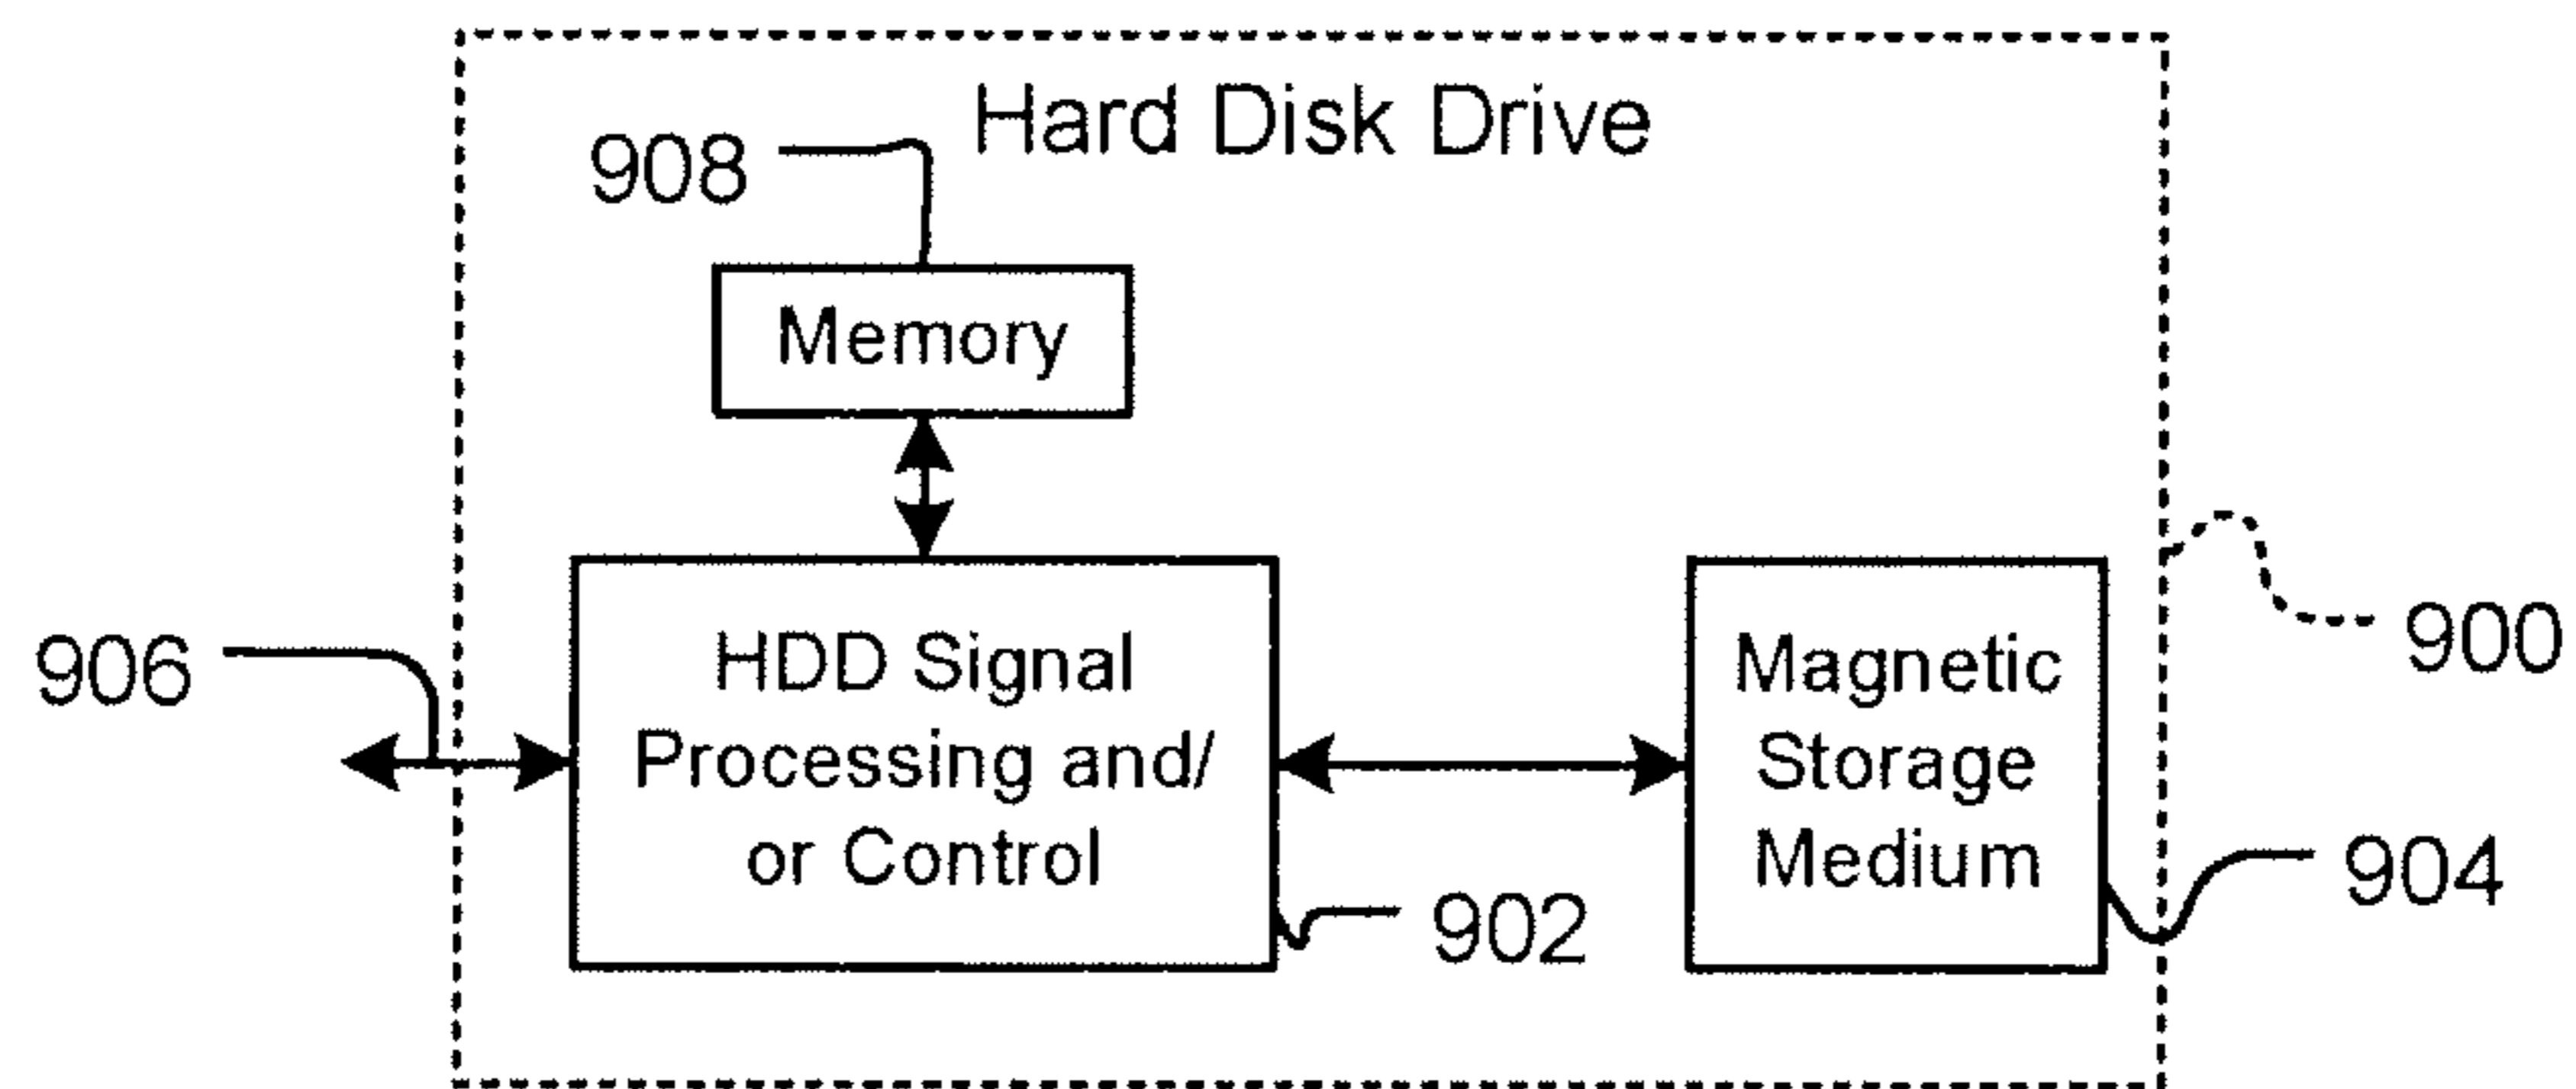 Hard Disk Drive
908
Memory
906
HDD Signal
Processing and/
or Control
902
Magnetic
Storage
Medium
900
904